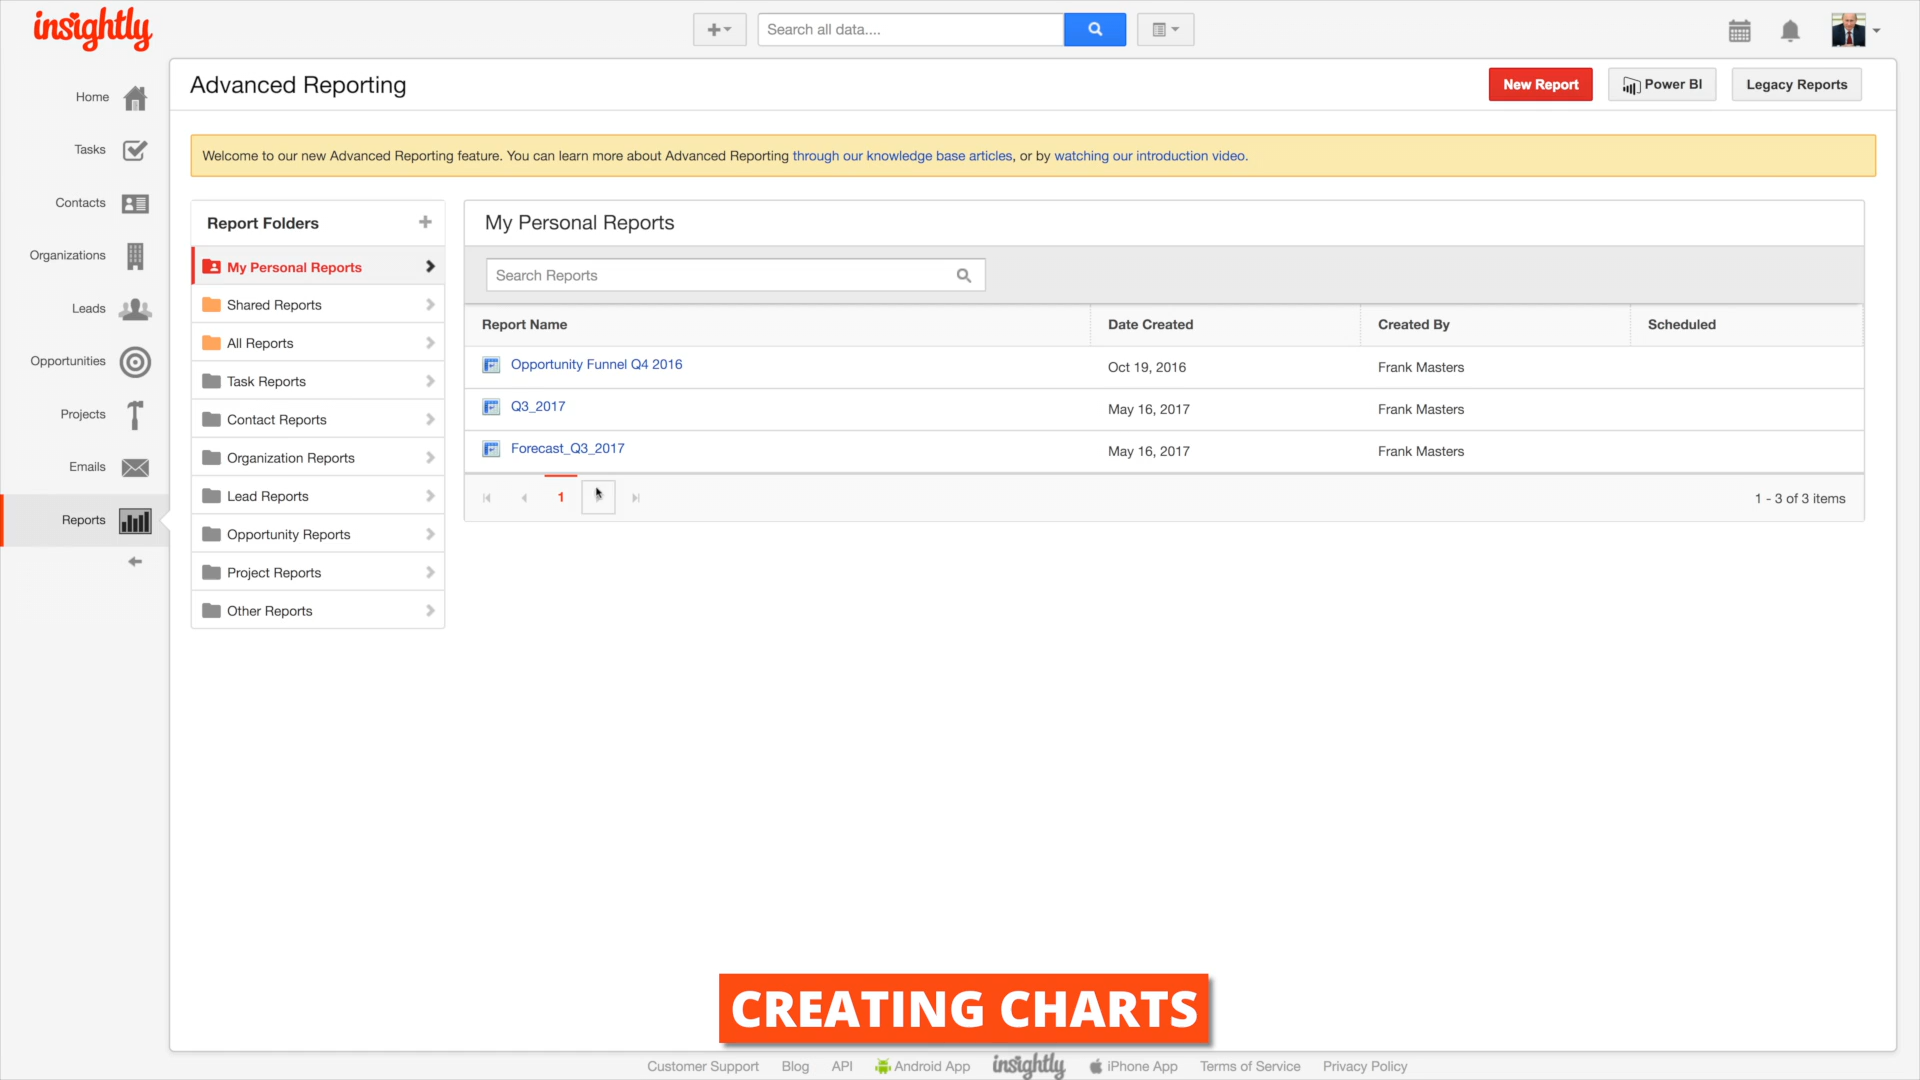 insightly
Search all data....
Home
Tasks
Contacts
Organizations
Leads
Opportunities
Projects
Emails
Reports
Advanced Reporting
New Report
Power BI
Legacy Reports
Welcome to our new Advanced Reporting feature. You can learn more about Advanced Reporting through our knowledge base articles, or by watching our introduction video.
Report Folders
My Personal Reports
Shared Reports
All Reports
Task Reports
Contact Reports
Organization Reports
Lead Reports
Opportunity Reports
Project Reports
Other Reports
My Personal Reports
Search Reports
Report Name Date Created Created By Scheduled
Opportunity Funnel Q4 2016 Oct 19, 2016 Frank Masters
Q3_2017 May 16, 2017 Frank Masters
Forecast_Q3_2017 May 16, 2017 Frank Masters
1
1 - 3 of 3 items
CREATING CHARTS
Customer Support Blog API Android App insightly iPhone App Terms of Service Privacy Policy